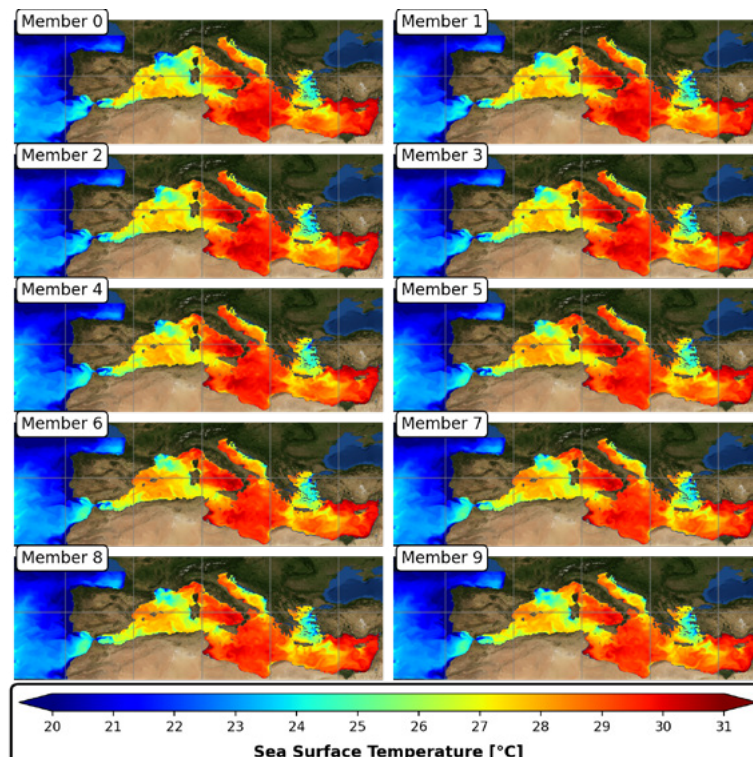 Member 0
Member 1
Member 2
Member 3
Member 4
Member 5
Member 6
Member 7
Member 8
Member 9
20 21 22 23 24 25 26 27 28 29 30 31
Sea Surface Temperature [°C]